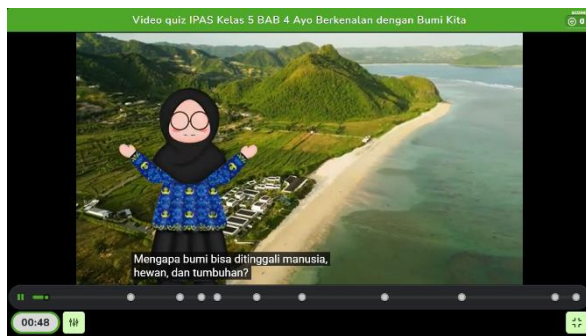 Video quiz IPAS Kelas 5 BAB 4 Ayo Berkenalan dengan Bumi Kita
0
Mengapa bumi bisa ditinggali manusia,
hewan, dan tumbuhan?
00:48